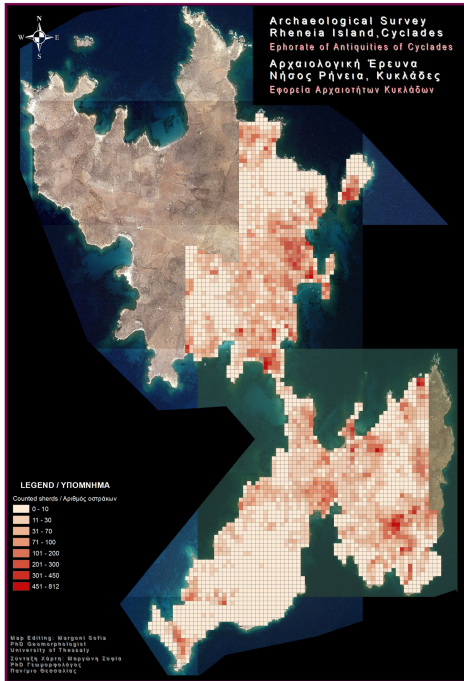 Archaeological Survey
Rheneia Island,Cyclades
Ephorate of Antiquities of Cyclades
Αρχαιολογική Έρευνα
Νήσος Ρήνεια, Κυκλάδες
Εφορεία Αρχαιοτήτων Κυκλάδων
N
W E
S
LEGEND / ΥΠΟΜΝΗΜΑ
Counted sherds / Αριθμός οστράκων
0 - 10
11 - 30
31 - 70
71 - 100
101 - 200
201 - 300
301 - 450
451 - 812
Map Editing: Margoni Sofia
PhD Geomorphologist
University of Thessaly
Σύνταξη Χάρτη: Μαργώνη Σοφία
PhD Γεωμορφολόγος
Παν/μιο Θεσσαλίας